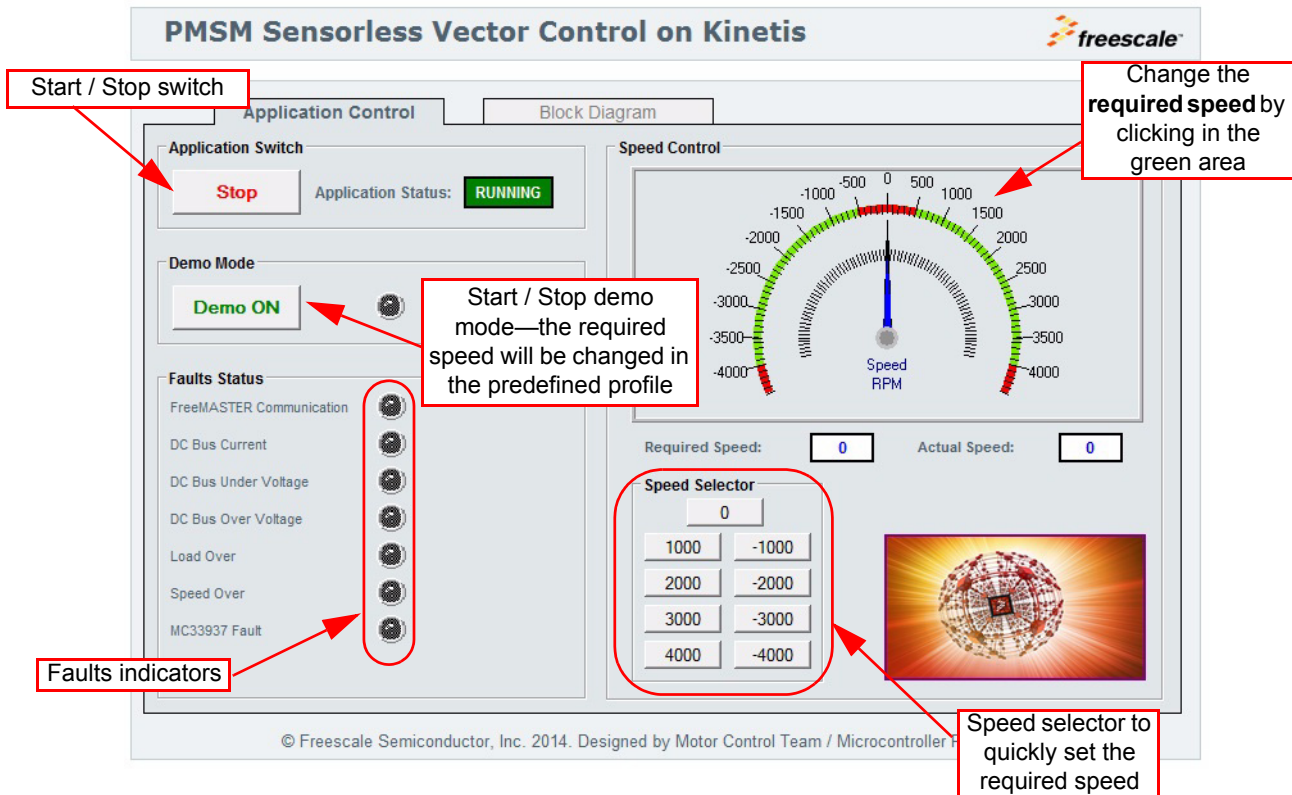 PMSM Sensorless Vector Control on Kinetis
freescale™
Start / Stop switch
Change the
required speed by
clicking in the
green area
Application Control
Block Diagram
Application Switch
Stop
Application Status:
RUNNING
Demo Mode
Demo ON
Start / Stop demo
mode—the required
speed will be changed in
the predefined profile
Faults Status
FreeMASTER Communication
DC Bus Current
DC Bus Under Voltage
DC Bus Over Voltage
Load Over
Speed Over
MC33937 Fault
Faults indicators
Speed Control
-4000
-3500
-3000
-2500
-2000
-1500
-1000
-500
0
500
1000
1500
2000
2500
3000
3500
4000
Speed
RPM
Required Speed:
0
Actual Speed:
0
Speed Selector
0
1000 -1000
2000 -2000
3000 -3000
4000 -4000
Speed selector to
quickly set the
required speed
© Freescale Semiconductor, Inc. 2014. Designed by Motor Control Team / Microcontroller